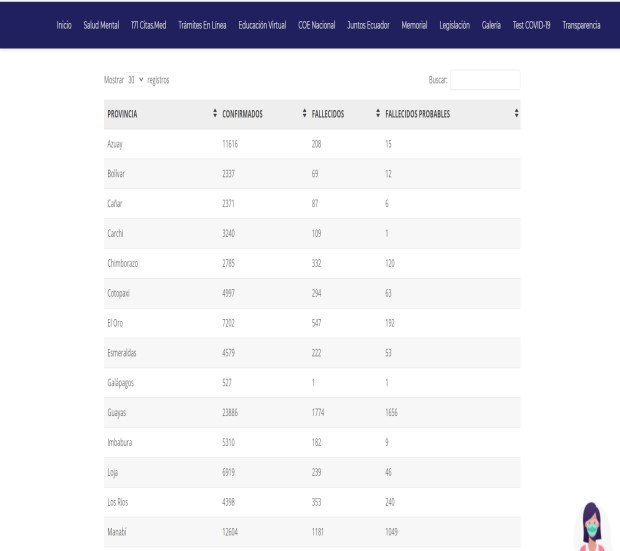 Inicio Salud Mental 171 Citas.Med Trámites En Línea Educación Virtual COE Nacional Juntos Ecuador Memorial Legislación Galería Test COVID-19 Transparencia
Mostrar 30 registros Buscar:
PROVINCIA CONFIRMADOS FALLECIDOS FALLECIDOS PROBABLES
Azuay 11616 208 15
Bolívar 2337 69 12
Cañar 2371 87 6
Carchi 3240 109 1
Chimborazo 2785 332 120
Cotopaxi 4997 294 63
El Oro 7202 547 192
Esmeraldas 4579 222 53
Galápagos 527 1 1
Guayas 23886 1774 1656
Imbabura 5310 182 9
Loja 6919 239 46
Los Ríos 4398 353 240
Manabí 12604 1181 1049